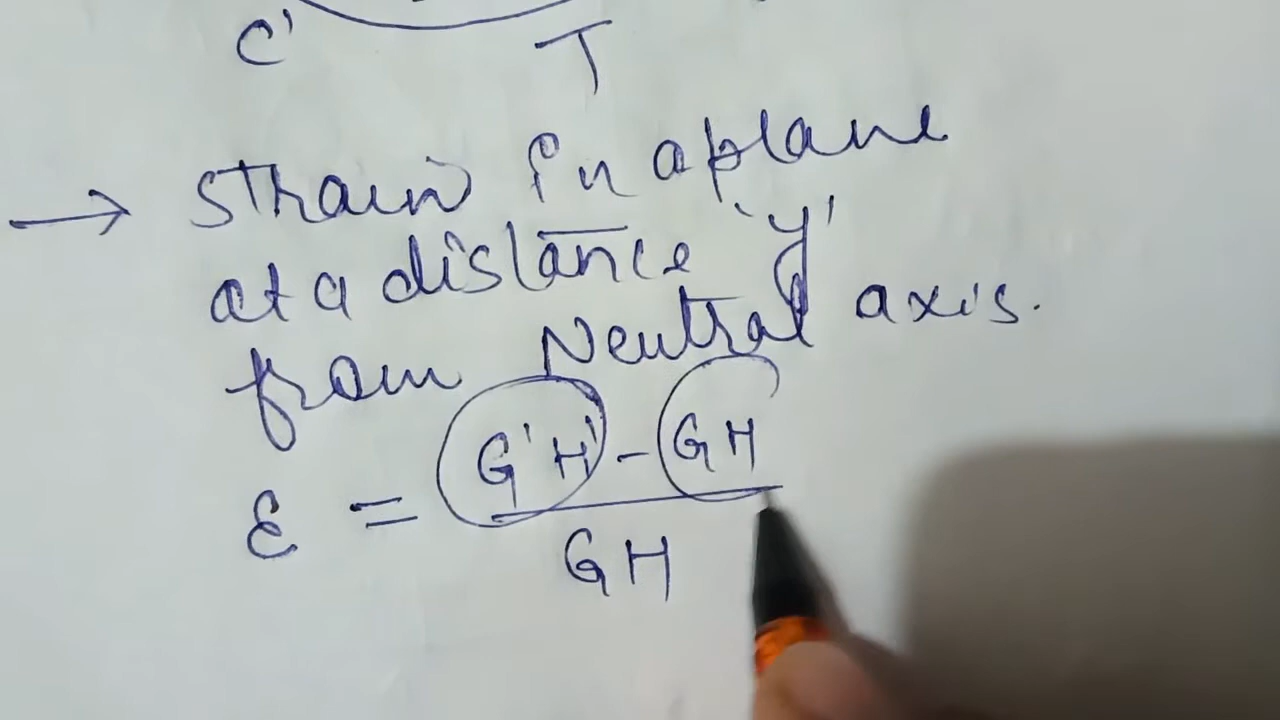 C' T
→ Strain in a plane
at a distance 'y'
from Neutral axis.
ε = (G'H' - GH) / GH